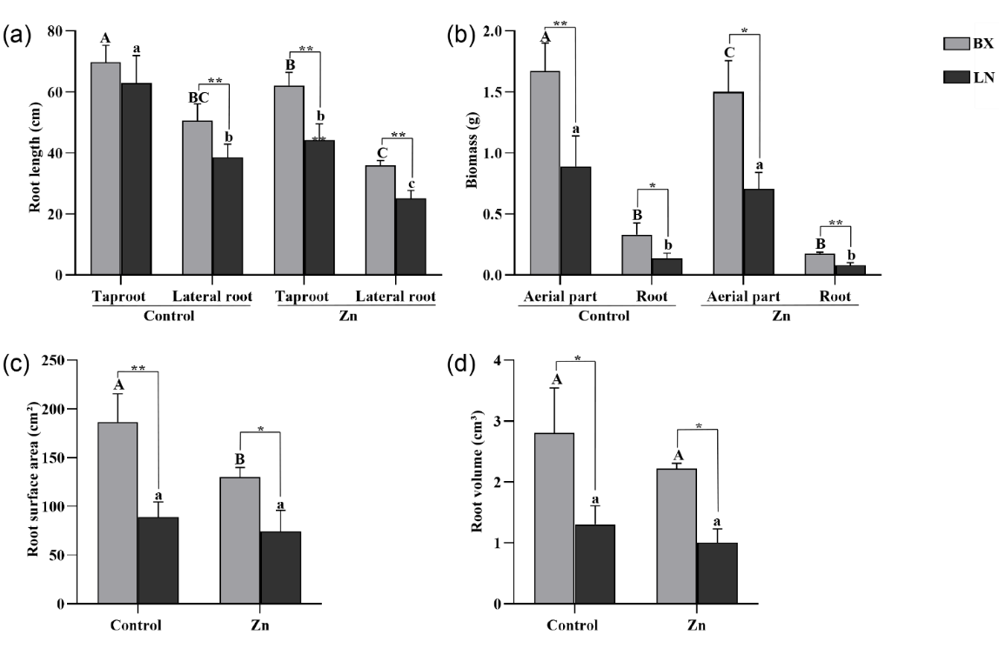 (a)
Root length (cm)
80
60
40
20
0
A
a
BC
**
b
B
**
b
**
C
**
c
Taproot
Lateral root
Taproot
Lateral root
Control
Zn
(b)
Biomass (g)
2.0
1.5
1.0
0.5
0.0
A
**
a
B
*
b
C
*
a
B
**
b
Aerial part
Root
Aerial part
Root
Control
Zn
BX
LN
(c)
Root surface area (cm²)
250
200
150
100
50
0
A
**
a
B
*
a
Control
Zn
(d)
Root volume (cm³)
4
3
2
1
0
A
*
a
A
*
a
Control
Zn